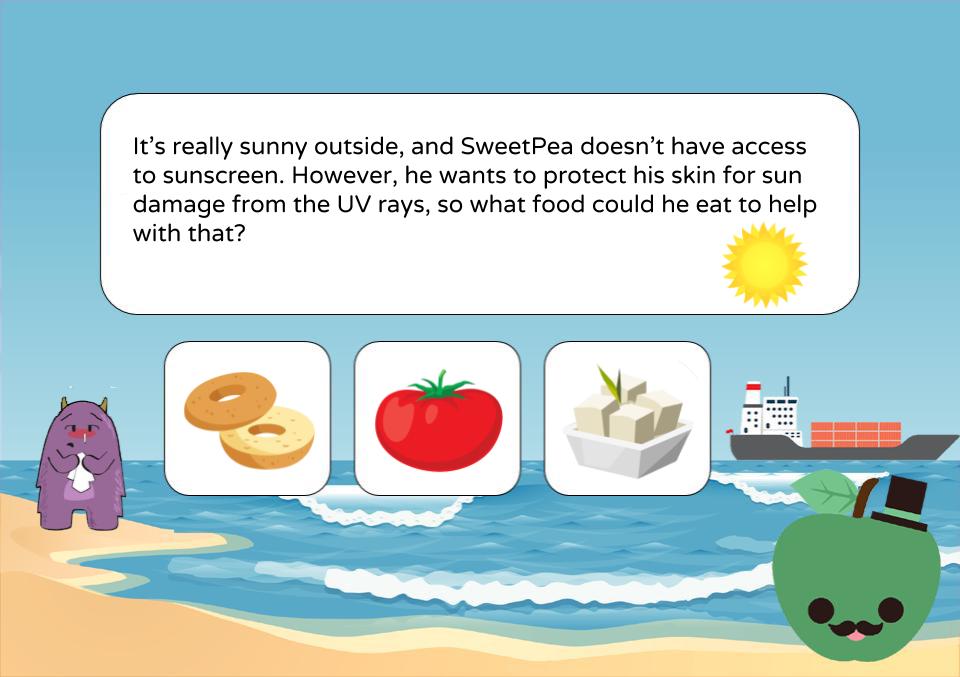 It's really sunny outside, and SweetPea doesn't have access
to sunscreen. However, he wants to protect his skin for sun
damage from the UV rays, so what food could he eat to help
with that?